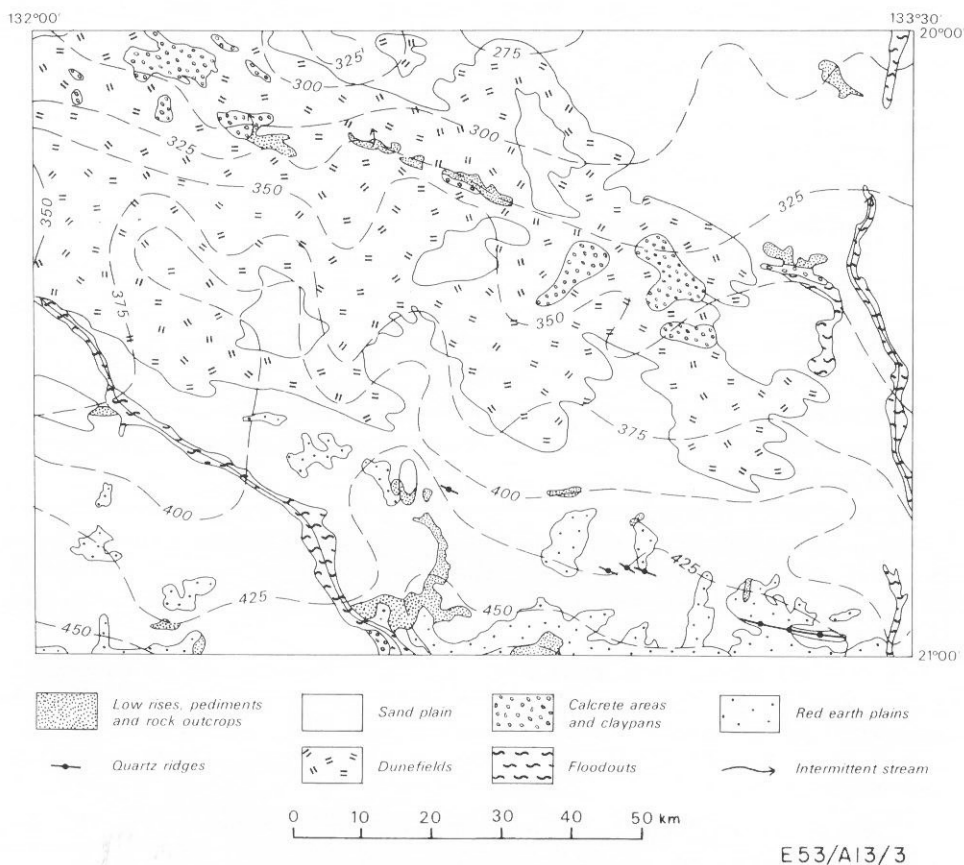 132°00'
133°30'
20°00'
325'
275
300
300
325
350
325
350
375
350
375
400
400
425
425
450
450
21°00'
Low rises, pediments
and rock outcrops
Sand plain
Calcrete areas
and claypans
Red earth plains
Quartz ridges
Dunefields
Floodouts
Intermittent stream
0 10 20 30 40 50 km
E53/A13/3